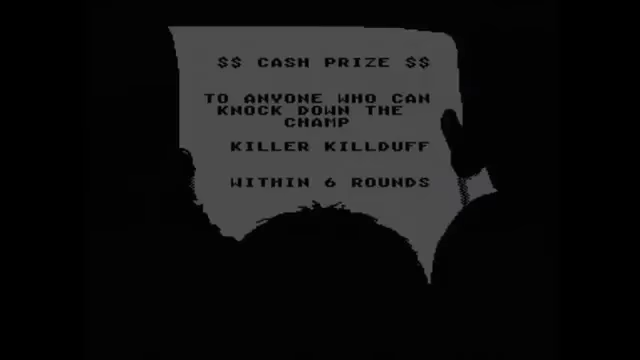 $$ CASH PRIZE $$
TO ANYONE WHO CAN
KNOCK DOWN THE
CHAMP
KILLER KILLDUFF
WITHIN 6 ROUNDS